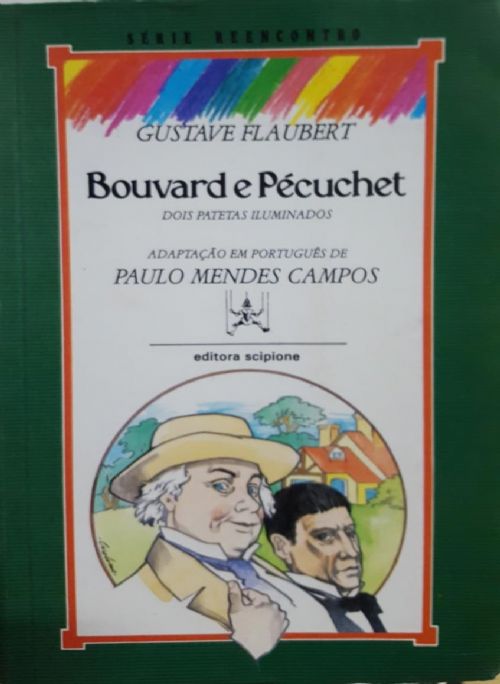 SÉRIE REENCONTRO
GUSTAVE FLAUBERT
Bouvard e Pécuchet
DOIS PATETAS ILUMINADOS
ADAPTAÇÃO EM PORTUGUÊS DE
PAULO MENDES CAMPOS
editora scipione